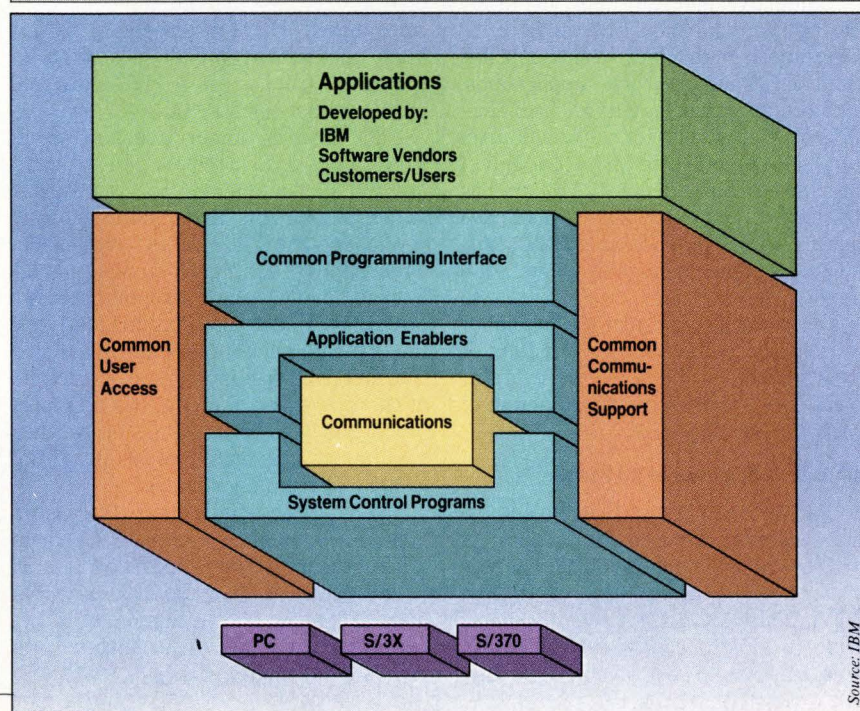 Applications
Developed by:
IBM
Software Vendors
Customers/Users
Common Programming Interface
Common
User
Access
Application Enablers
Common
Commu-
nications
Support
Communications
System Control Programs
PC
S/3X
S/370
Source: IBM